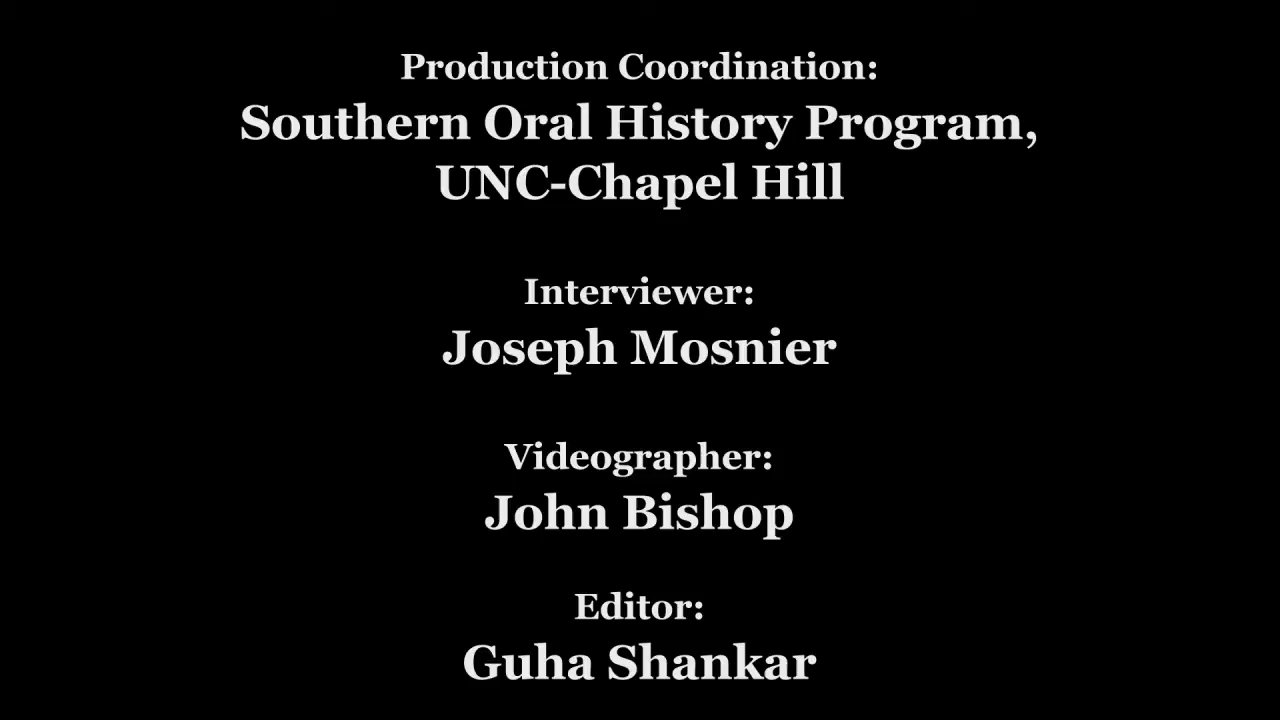 Production Coordination:
Southern Oral History Program,
UNC-Chapel Hill
Interviewer:
Joseph Mosnier
Videographer:
John Bishop
Editor:
Guha Shankar